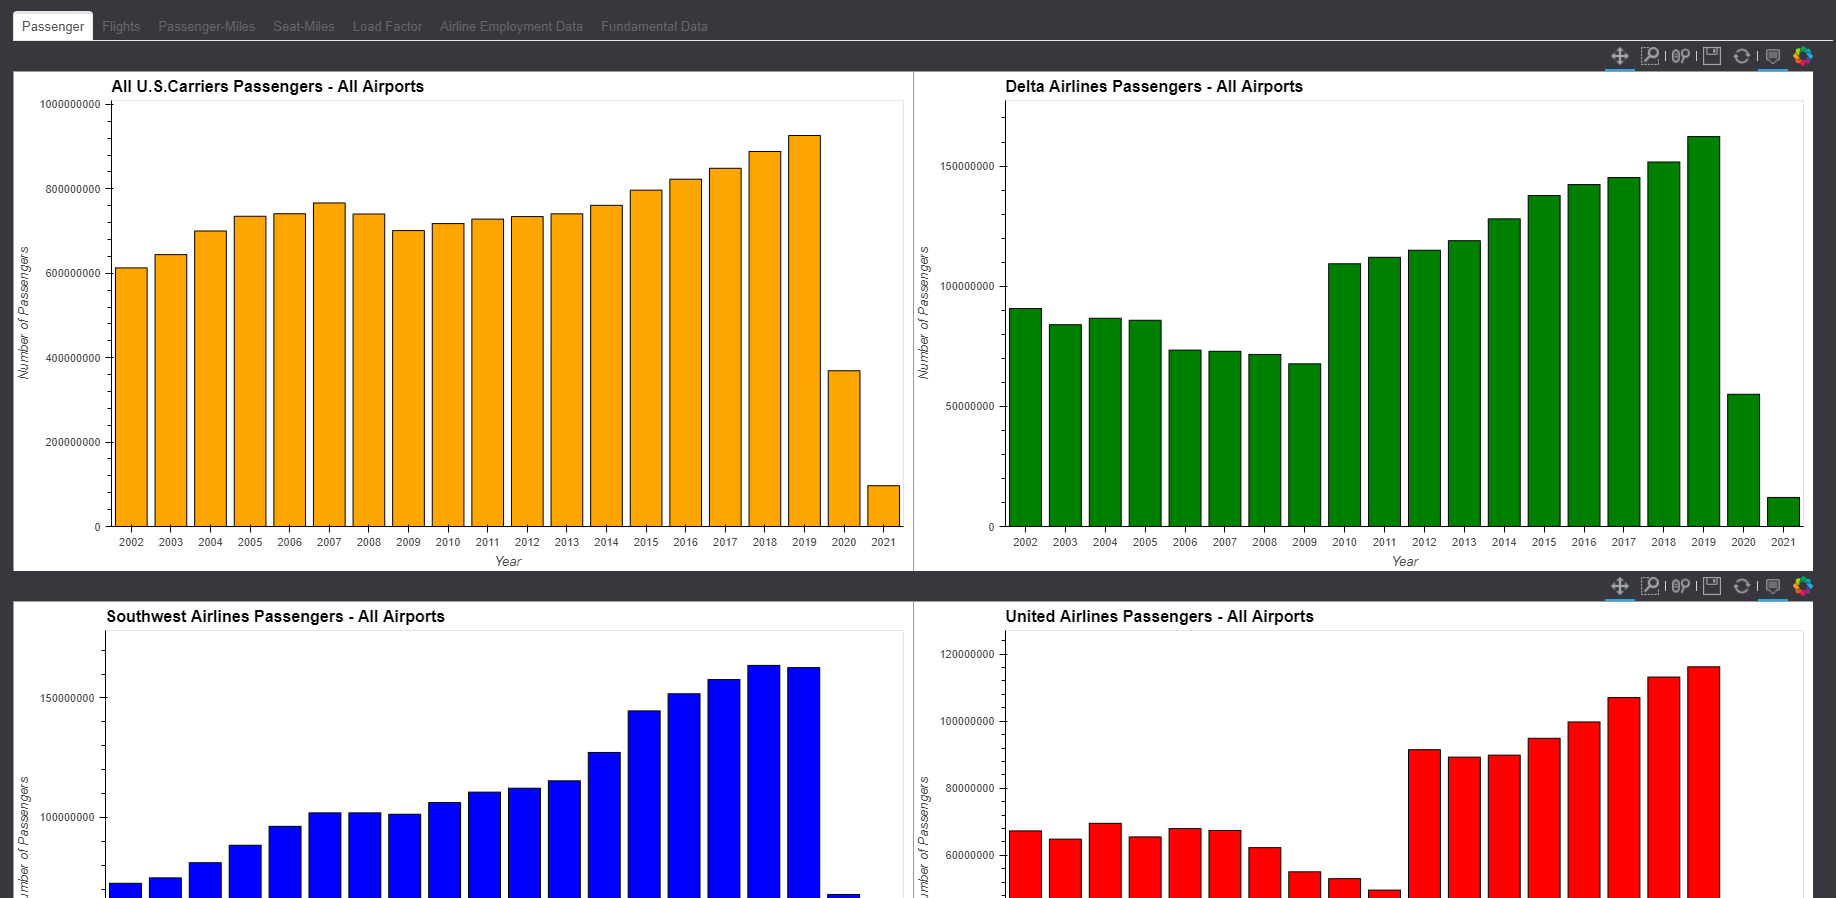 Passenger Flights Passenger-Miles Seat-Miles Load Factor Airline Employment Data Fundamental Data
All U.S.Carriers Passengers - All Airports
Number of Passengers
1000000000
800000000
600000000
400000000
200000000
0
2002 2003 2004 2005 2006 2007 2008 2009 2010 2011 2012 2013 2014 2015 2016 2017 2018 2019 2020 2021
Year
Delta Airlines Passengers - All Airports
Number of Passengers
150000000
100000000
50000000
0
2002 2003 2004 2005 2006 2007 2008 2009 2010 2011 2012 2013 2014 2015 2016 2017 2018 2019 2020 2021
Year
Southwest Airlines Passengers - All Airports
of Passengers
150000000
100000000
United Airlines Passengers - All Airports
of Passengers
120000000
100000000
80000000
60000000